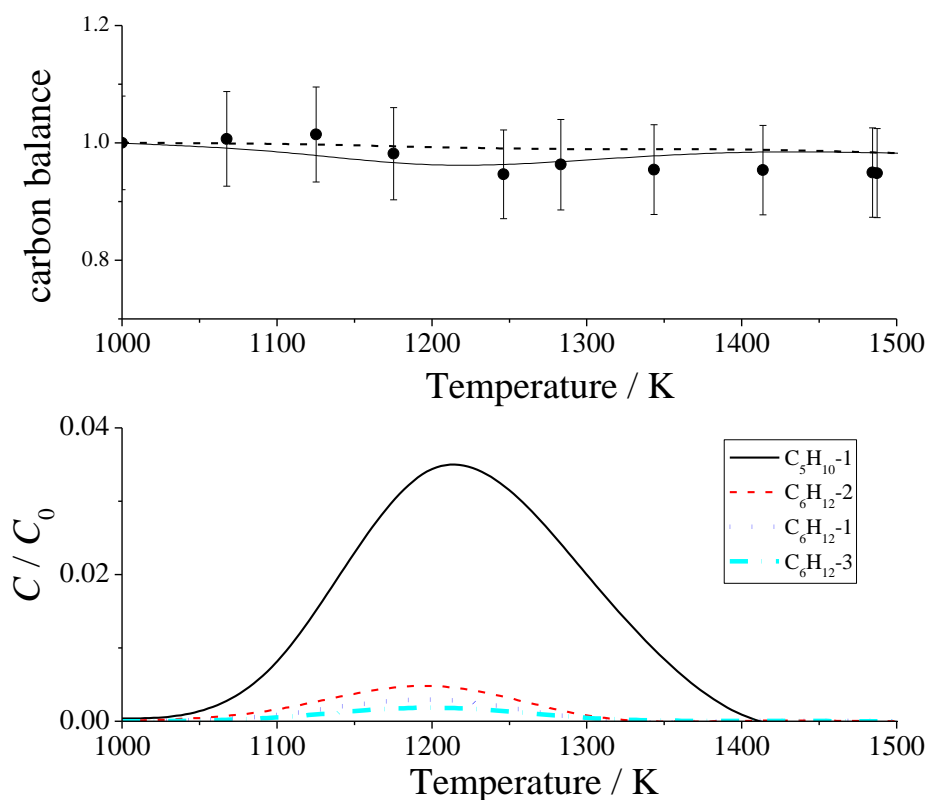 carbon balance
1.2
1.0
0.8
1000 1100 1200 1300 1400 1500
Temperature / K
C / C₀
0.04
0.02
0.00
C₅H₁₀-1
C₆H₁₂-2
C₆H₁₂-1
C₆H₁₂-3
1000 1100 1200 1300 1400 1500
Temperature / K